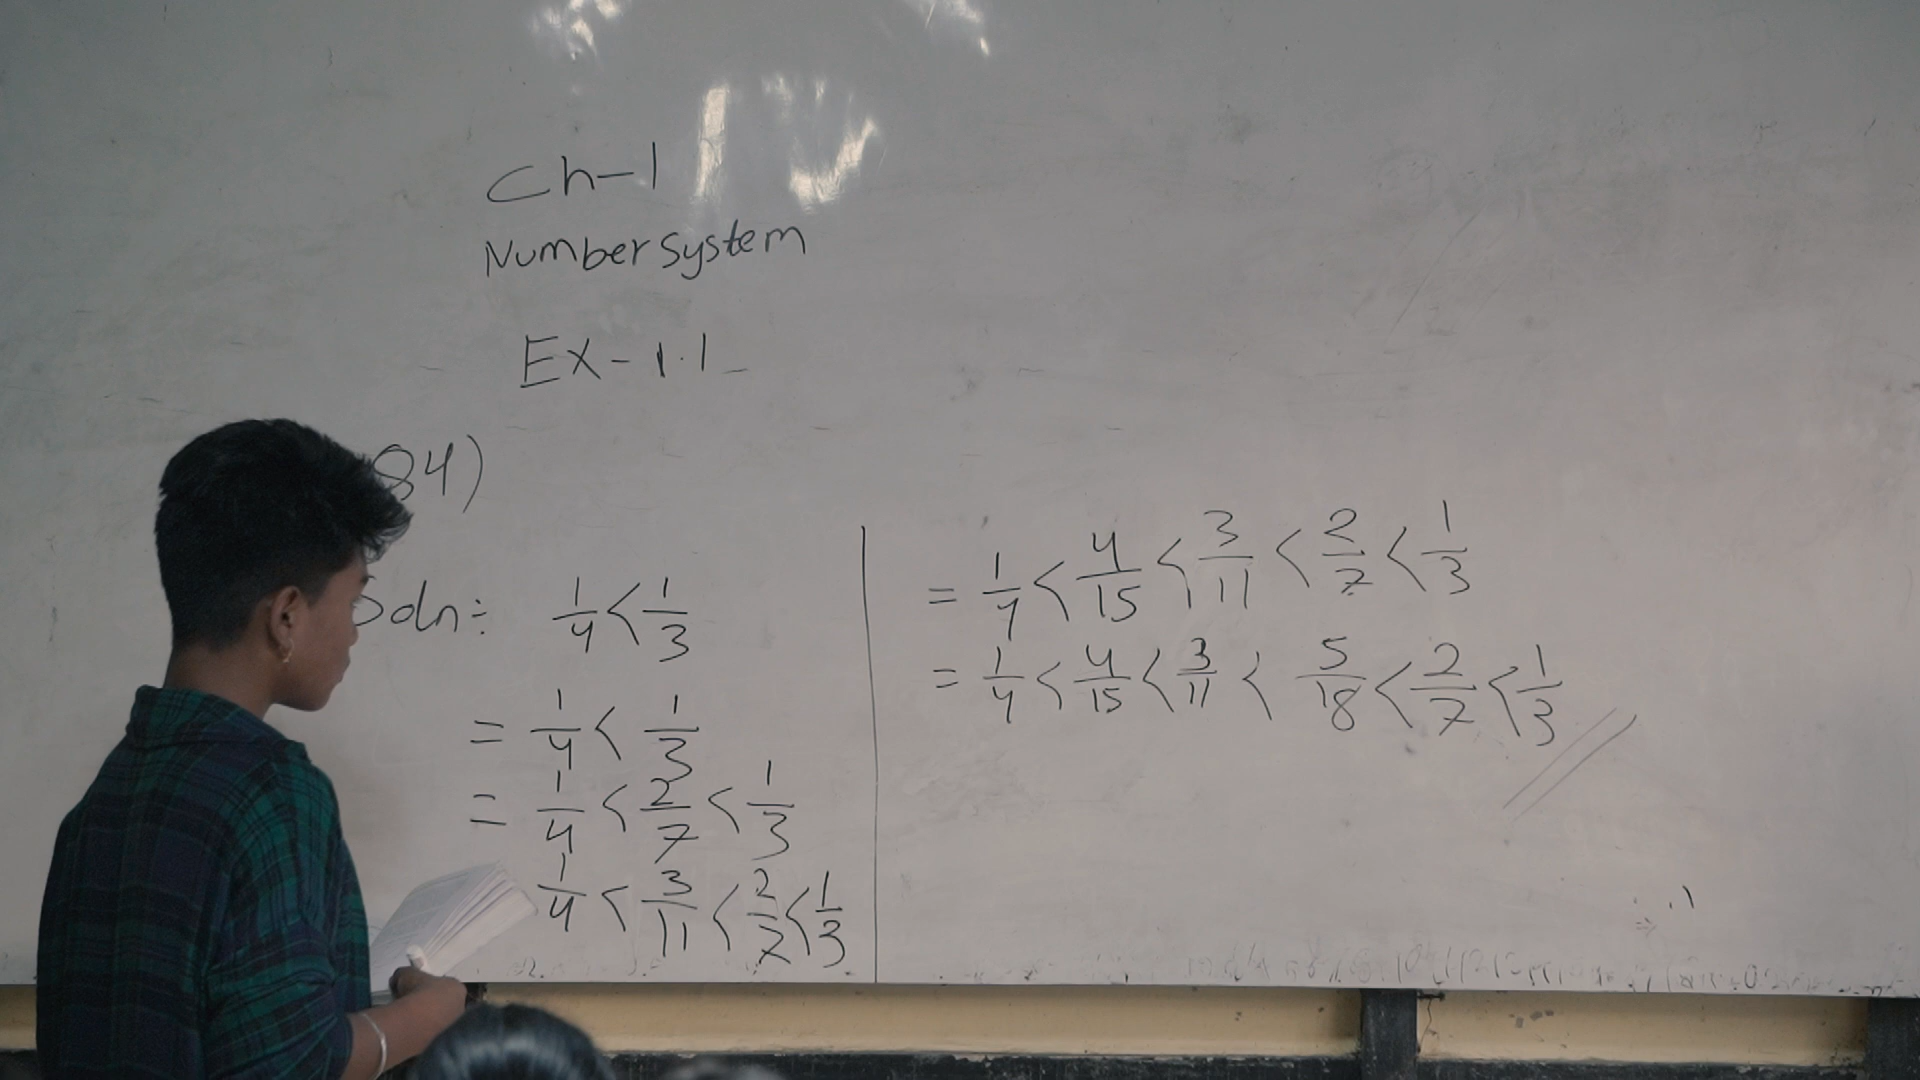 Ch-1
Number system
Ex-1.1
84)
Soln: 1/4 < 1/3
= 1/4 < 1/3
= 1/4 < 2/7 < 1/3
1/4 < 3/11 < 2/7 < 1/3
= 1/4 < 4/15 < 3/11 < 2/7 < 1/3
= 1/4 < 4/15 < 3/11 < 5/18 < 2/7 < 1/3